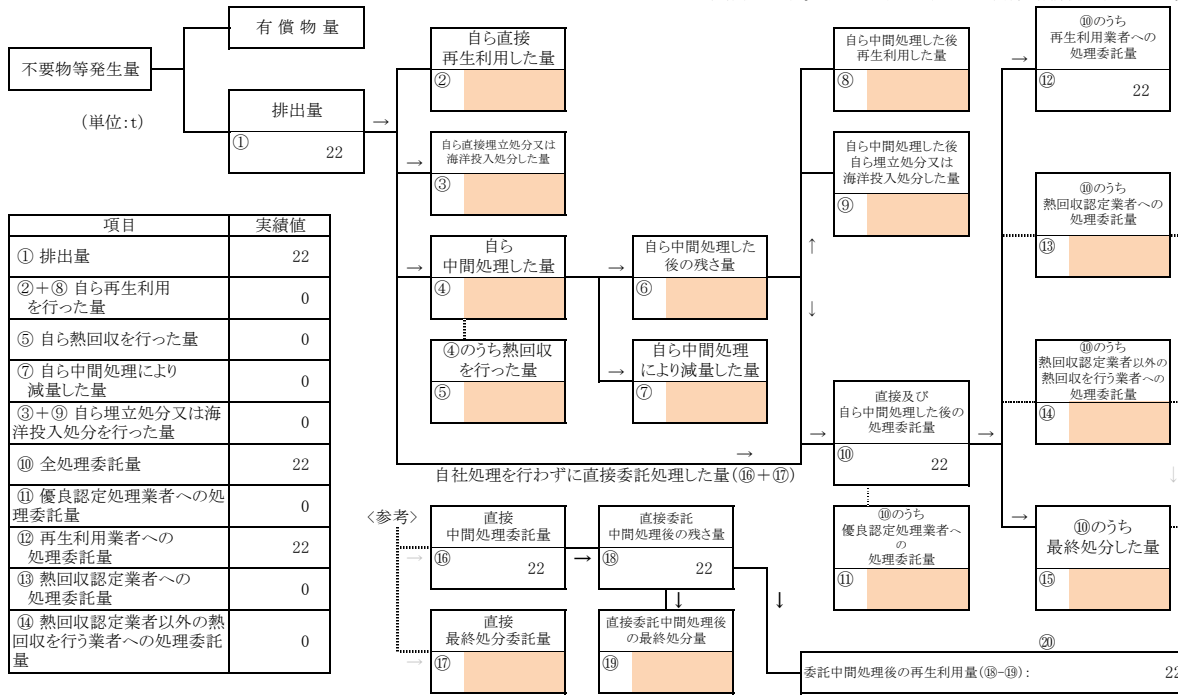 有 償 物 量
不要物等発生量
(単位:t)
排出量
①
22
→
自ら直接
再生利用した量
②
→
自ら直接埋立処分又は
海洋投入処分した量
③
→
自ら
中間処理した量
④
④のうち熱回収
を行った量
⑤
→
自ら中間処理した
後の残さ量
⑥
→
自ら中間処理
により減量した量
⑦
自ら中間処理した後
再生利用した量
⑧
自ら中間処理した後
自ら埋立処分又は
海洋投入処分した量
⑨
↑
↓
→
直接及び
自ら中間処理した後の
処理委託量
⑩
22
→
→
自社処理を行わずに直接委託処理した量(⑯+⑰)
⑩のうち
優良認定処理業者へ
の
処理委託量
⑪
→
⑩のうち
再生利用業者への
処理委託量
⑫
22
⑩のうち
熱回収認定業者への
処理委託量
⑬
⑩のうち
熱回収認定業者以外の
熱回収を行う業者への
処理委託量
⑭
↓
→
⑩のうち
最終処分した量
⑮
項目 実績値
① 排出量 22
②+⑧ 自ら再生利用
を行った量 0
⑤ 自ら熱回収を行った量 0
⑦ 自ら中間処理により
減量した量 0
③+⑨ 自ら埋立処分又は海
洋投入処分を行った量 0
⑩ 全処理委託量 22
⑪ 優良認定処理業者への処
理委託量 0
⑫ 再生利用業者への
処理委託量 22
⑬ 熱回収認定業者への
処理委託量 0
⑭ 熱回収認定業者以外の熱
回収を行う業者への処理委託
量 0
〈参考〉
→
直接
中間処理委託量
⑯
22
→
直接委託
中間処理後の残さ量
⑱
22
↓
↓
→
直接
最終処分委託量
⑰
直接委託中間処理後
の最終処分量
⑲
⑳
委託中間処理後の再生利用量(⑱-⑲): 22